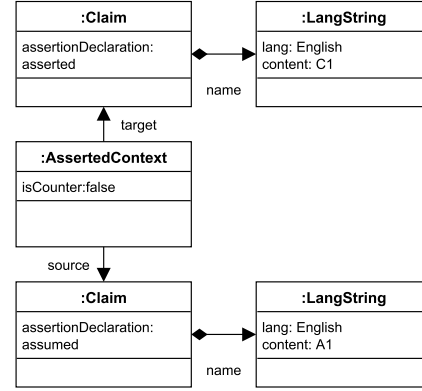 :Claim
assertionDeclaration:
asserted
:LangString
lang: English
content: C1
name
target
:AssertedContext
isCounter:false
source
:Claim
assertionDeclaration:
assumed
:LangString
lang: English
content: A1
name